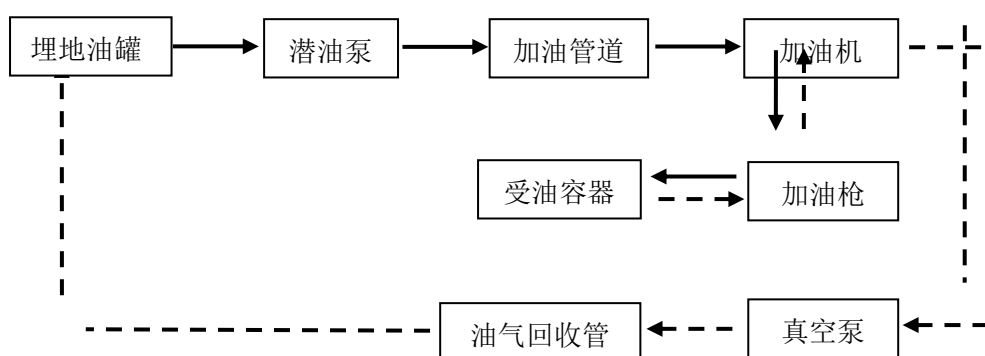 埋地油罐
潜油泵
加油管道
加油机
受油容器
加油枪
油气回收管
真空泵